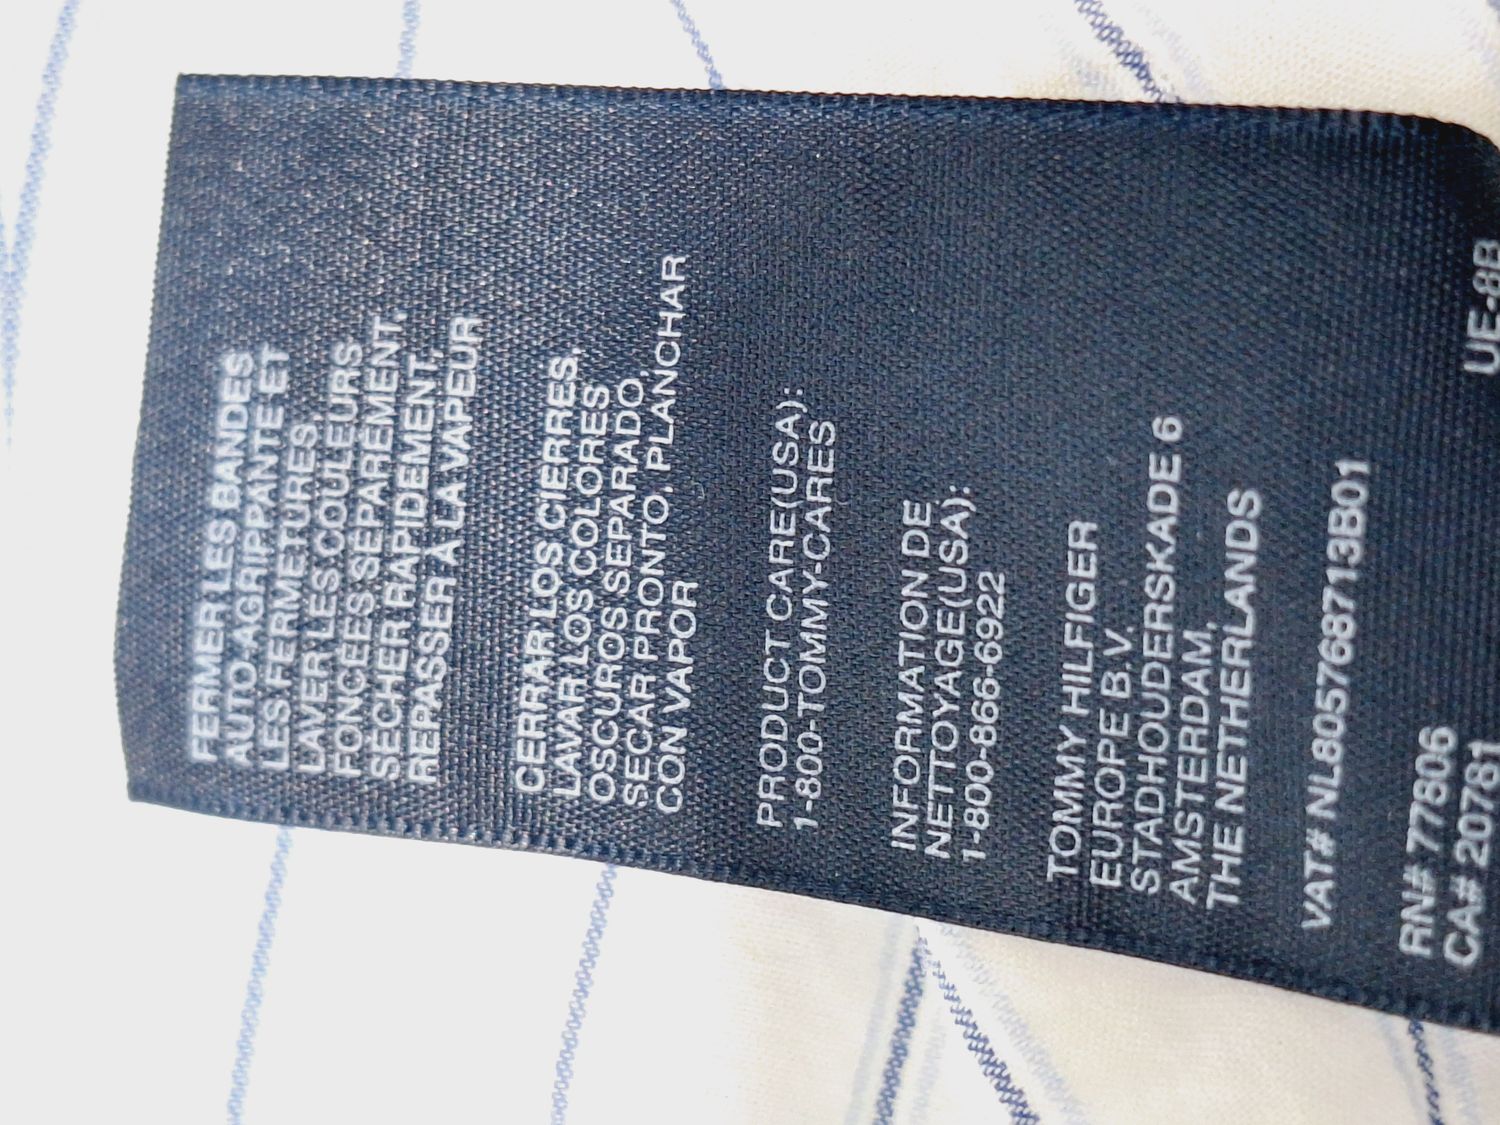 FERMER LES BANDES
AUTO-AGRIPPANTE ET
LES FERMETURES.
LAVER LES COULEURS
FONCÉES SÉPARÉMENT.
SÉCHER RAPIDEMENT,
REPASSER À LA VAPEUR
CERRAR LOS CIERRES,
LAVAR LOS COLORES
OSCUROS SEPARADO,
SECAR PRONTO, PLANCHAR
CON VAPOR
PRODUCT CARE(USA):
1-800-TOMMY-CARES
INFORMATION DE
NETTOYAGE(USA):
1-800-866-6922
TOMMY HILFIGER
EUROPE B.V.
STADHOUDERSKADE 6
AMSTERDAM,
THE NETHERLANDS
VAT# NL805768713B01
RN# 77806
CA# 20781
UE-8B